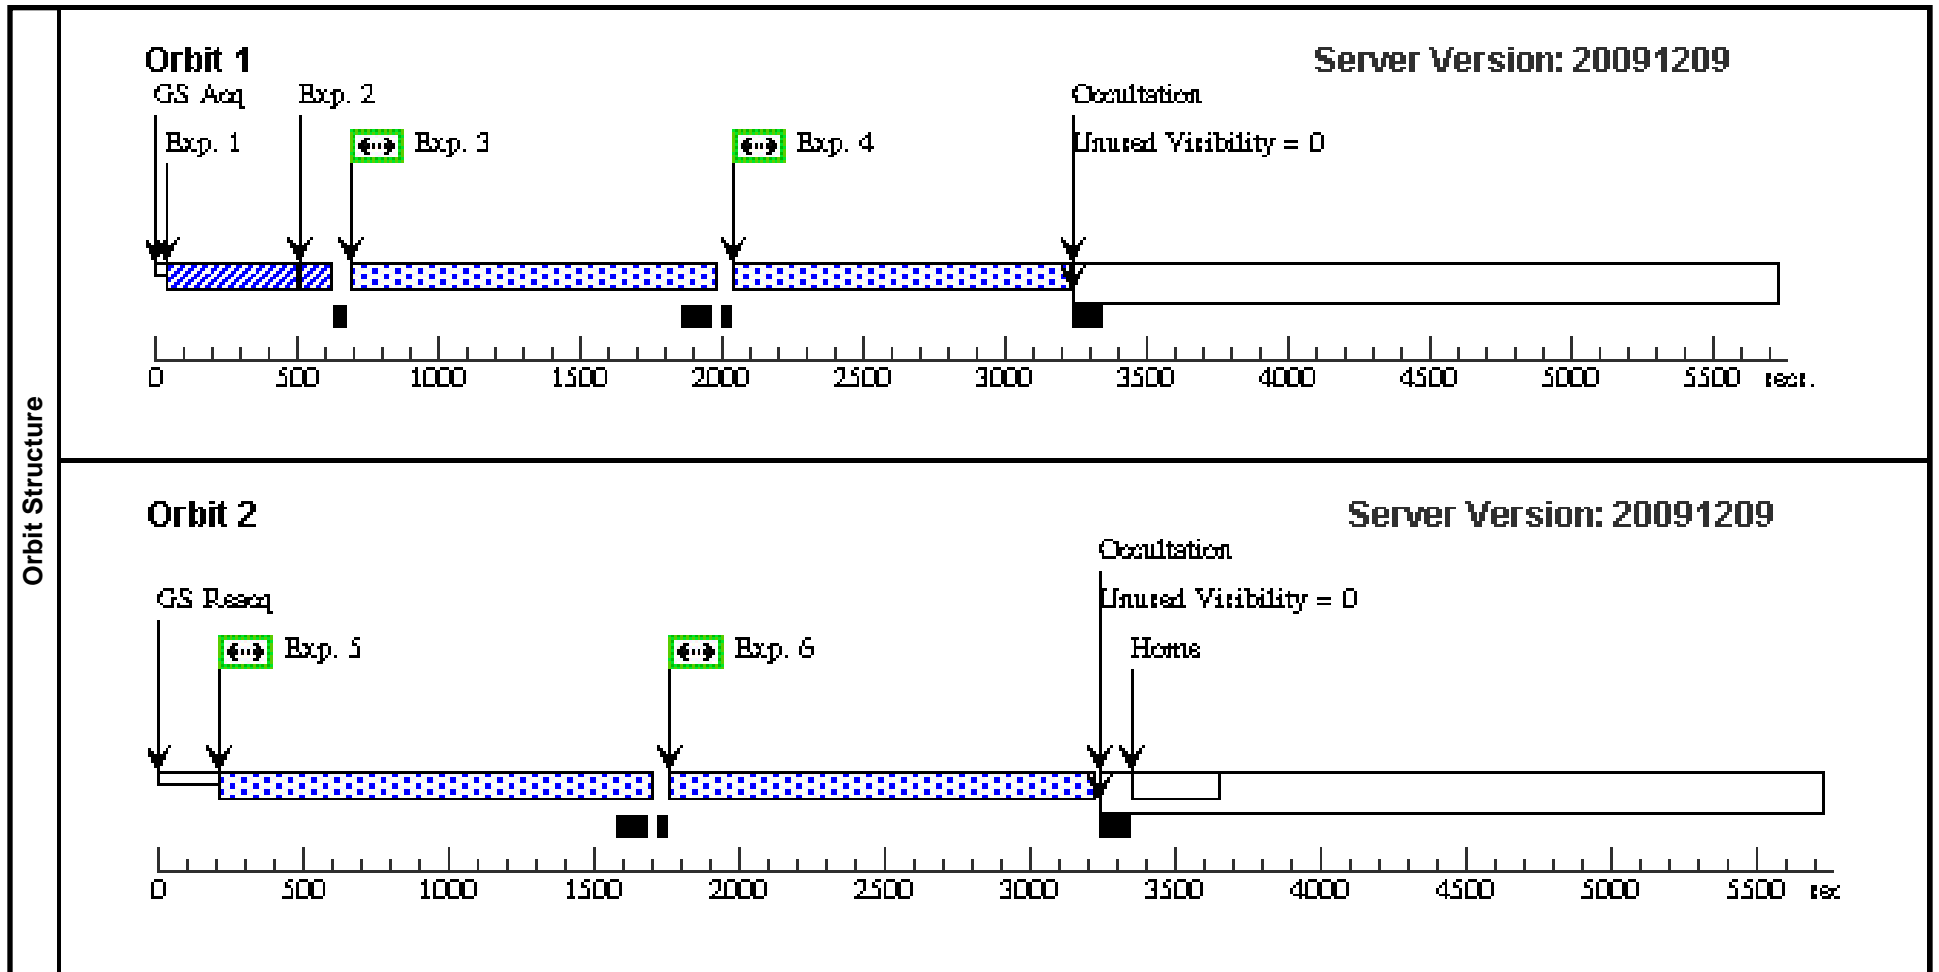 Orbit Structure
Orbit 1
Server Version: 20091209
GS Acq
Exp. 2
Occultation
Exp. 1
Exp. 3
Exp. 4
Unused Visibility = 0
0
500
1000
1500
2000
2500
3000
3500
4000
4500
5000
5500
secs.
Orbit 2
Server Version: 20091209
Occultation
GS Reacq
Unused Visibility = 0
Exp. 5
Exp. 6
Home
0
500
1000
1500
2000
2500
3000
3500
4000
4500
5000
5500
sec